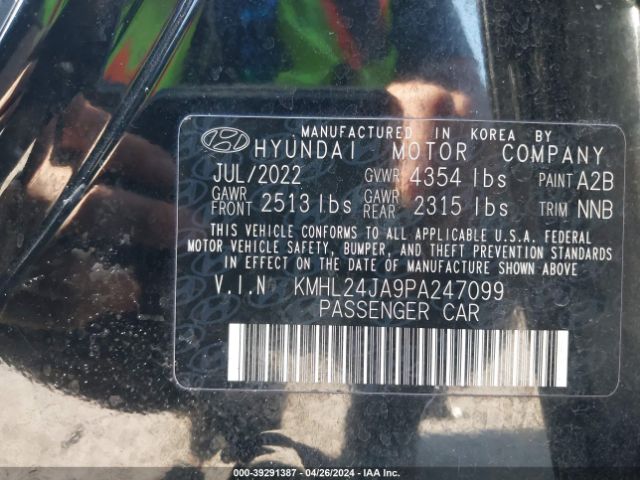 MANUFACTURED IN KOREA BY
HYUNDAI MOTOR COMPANY
JUL/2022 GVWR 4354 lbs PAINT A2B
GAWR FRONT 2513 lbs GAWR REAR 2315 lbs TRIM NNB
THIS VEHICLE CONFORMS TO ALL APPLICABLE U.S.A. FEDERAL
MOTOR VEHICLE SAFETY, BUMPER, AND THEFT PREVENTION STANDARDS
IN EFFECT ON THE DATE OF MANUFACTURE SHOWN ABOVE
V.I.N KMHL24JA9PA247099
PASSENGER CAR
000-39291387 - 04/26/2024 - IAA Inc.